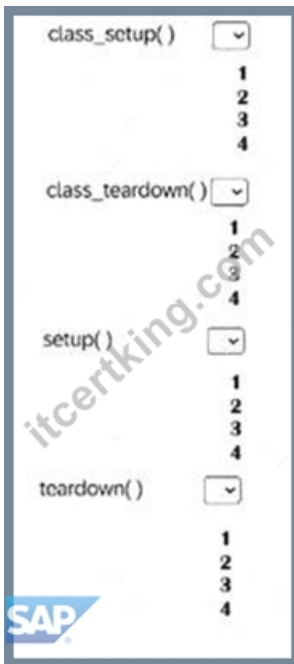 class_setup( )
1
2
3
4
class_teardown( )
1
2
3
4
setup( )
1
2
3
4
teardown( )
1
2
3
4
itcertking.com
SAP